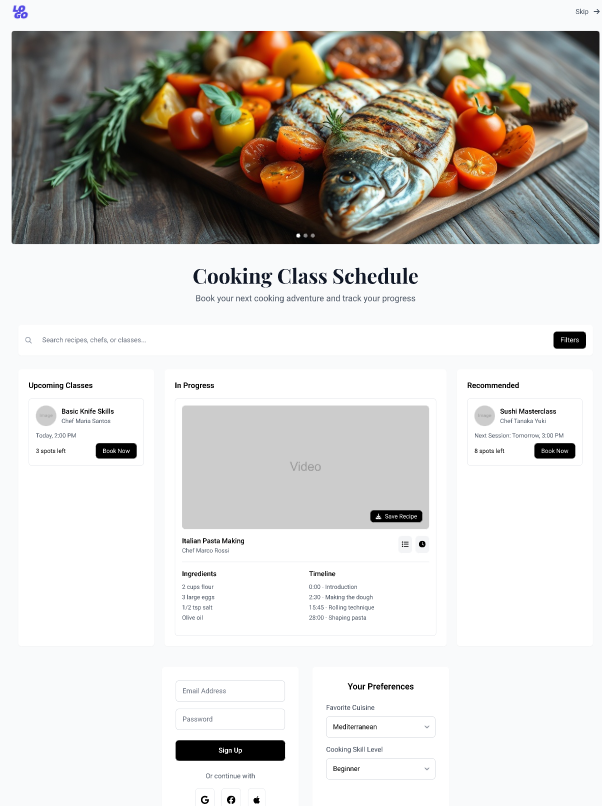 LO
GO
Skip
Cooking Class Schedule
Book your next cooking adventure and track your progress
Search recipes, chefs, or classes...
Filters
Upcoming Classes
Basic Knife Skills
Chef Maria Santos
Today, 2:00 PM
3 spots left
Book Now
In Progress
Video
Save Recipe
Italian Pasta Making
Chef Marco Rossi
Ingredients
2 cups flour
3 large eggs
1/2 tsp salt
Olive oil
Timeline
0:00 - Introduction
2:30 - Making the dough
15:45 - Rolling technique
28:00 - Shaping pasta
Recommended
Sushi Masterclass
Chef Tanaka Yuki
Next Session: Tomorrow, 3:00 PM
8 spots left
Book Now
Email Address
Password
Sign Up
Or continue with
Your Preferences
Favorite Cuisine
Mediterranean
Cooking Skill Level
Beginner